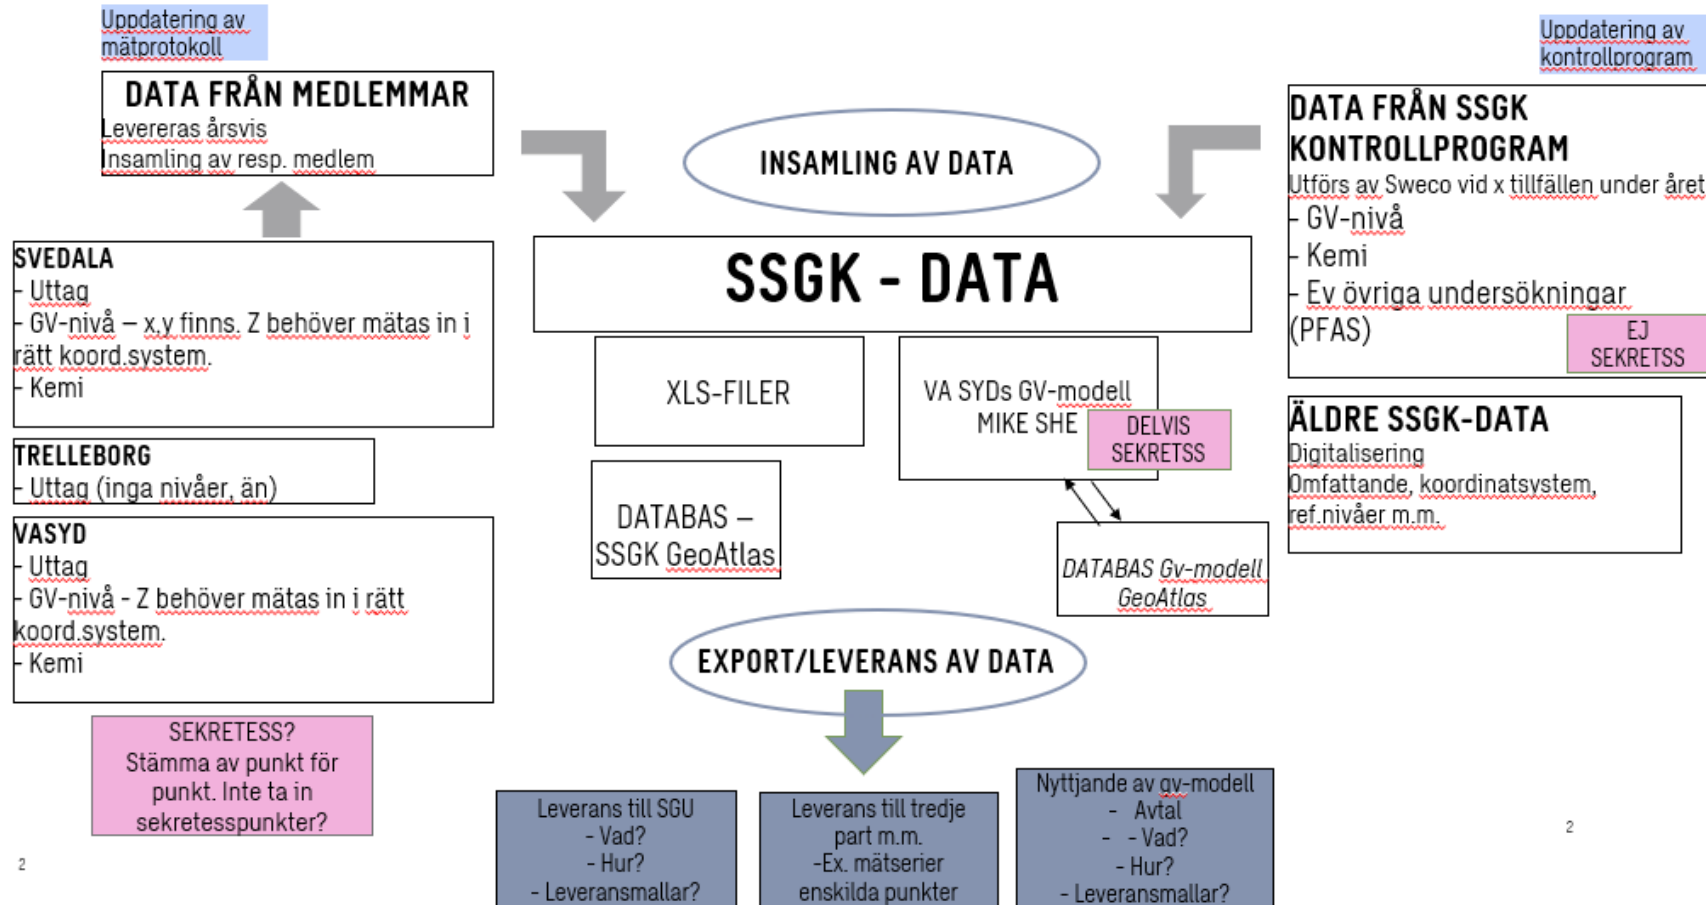 Uppdatering av
mätprotokoll
DATA FRÅN MEDLEMMAR
Levereras årsvis
Insamling av resp. medlem
SVEDALA
- Uttag
- GV-nivå – x,y finns. Z behöver mätas in i
rätt koord.system.
- Kemi
TRELLEBORG
- Uttag (inga nivåer, än)
VASYD
- Uttag
- GV-nivå - Z behöver mätas in i rätt
koord.system.
- Kemi
SEKRETESS?
Stämma av punkt för
punkt. Inte ta in
sekretesspunkter?
2
INSAMLING AV DATA
SSGK - DATA
XLS-FILER
VA SYDs GV-modell
MIKE SHE
DELVIS
SEKRETSS
DATABAS –
SSGK GeoAtlas
DATABAS Gv-modell
GeoAtlas
EXPORT/LEVERANS AV DATA
Leverans till SGU
- Vad?
- Hur?
- Leveransmallar?
Leverans till tredje
part m.m.
-Ex. mätserier
enskilda punkter
Nyttjande av gv-modell
- Avtal
- - Vad?
- Hur?
- Leveransmallar?
Uppdatering av
kontrollprogram
DATA FRÅN SSGK
KONTROLLPROGRAM
Utförs av Sweco vid x tillfällen under året
- GV-nivå
- Kemi
- Ev övriga undersökningar
(PFAS)
EJ
SEKRETSS
ÄLDRE SSGK-DATA
Digitalisering
Omfattande, koordinatsystem,
ref.nivåer m.m.
2